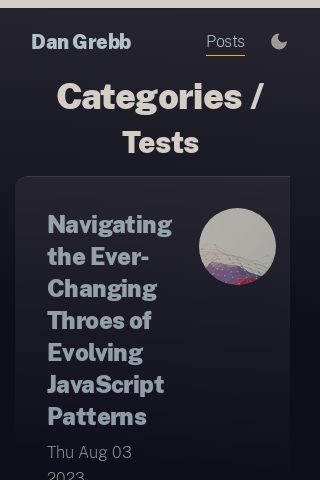 Dan Grebb
Posts
Categories /
Tests
Navigating
the Ever-
Changing
Throes of
Evolving
JavaScript
Patterns
Thu Aug 03
2023